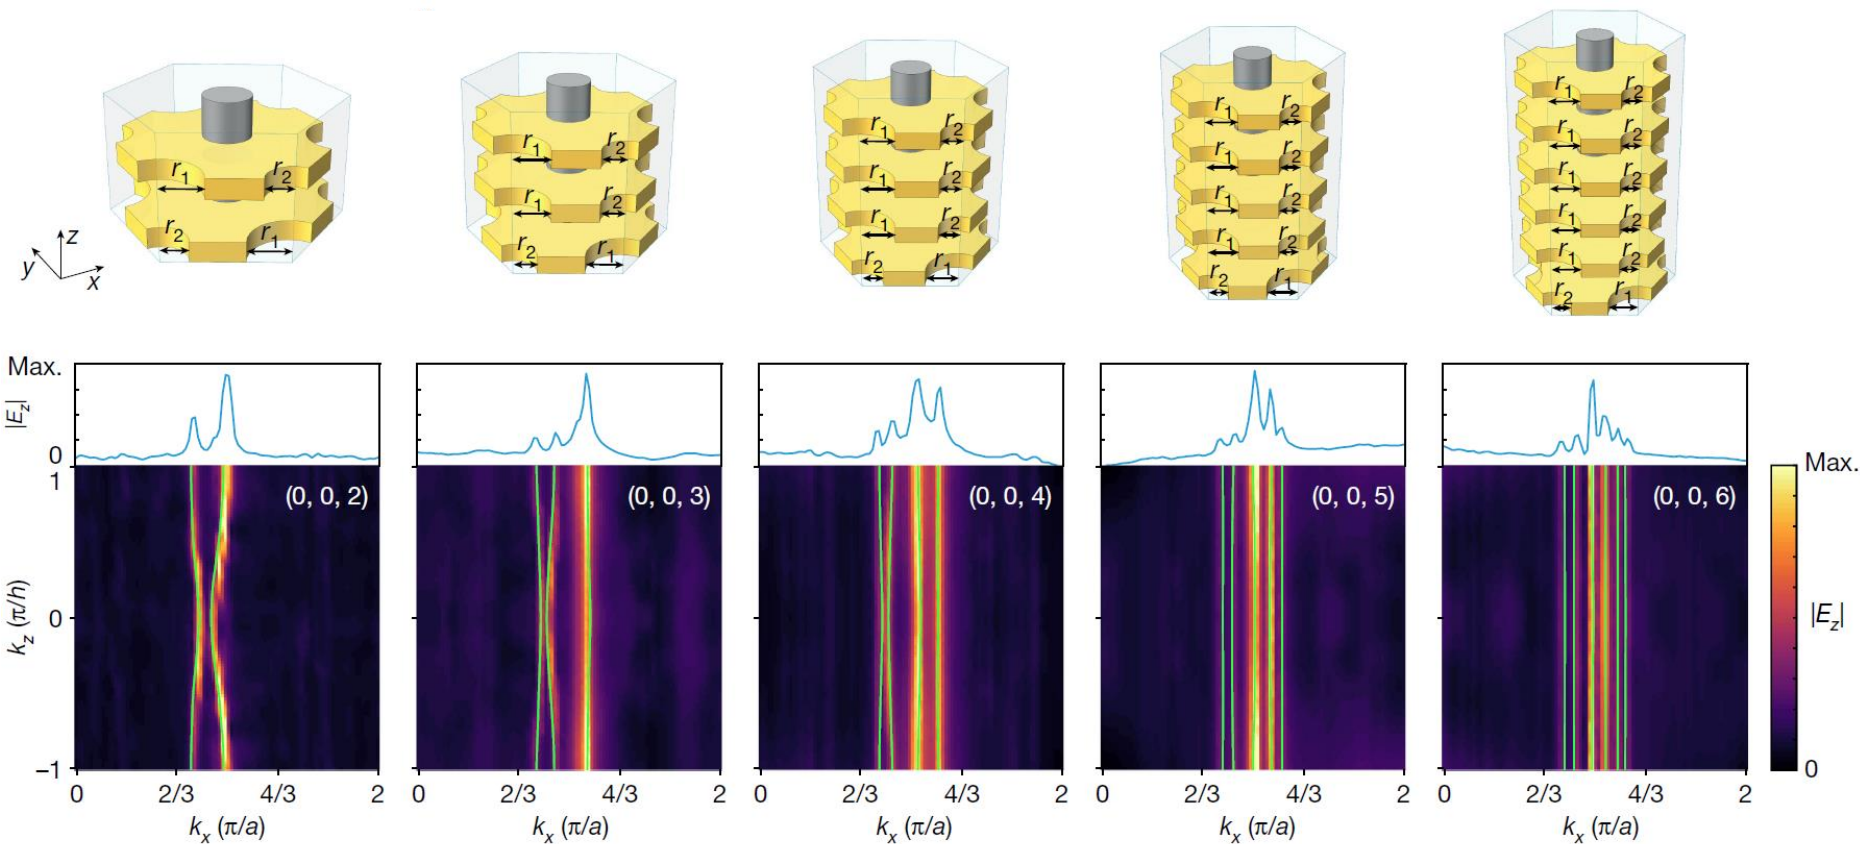 r1 r2
r2 r1
r1 r2
r1 r2
r2 r1
r1 r2
r1 r2
r1 r2
r2 r1
r1 r2
r1 r2
r1 r2
r1 r2
r2 r1
r1 r2
r1 r2
r1 r2
r1 r2
r1 r2
r2 r1
z
y
x
Max.
|Ez|
0
(0, 0, 2)
(0, 0, 3)
(0, 0, 4)
(0, 0, 5)
(0, 0, 6)
1
0
−1
kz (π/h)
0 2/3 4/3 2
kx (π/a)
0 2/3 4/3 2
kx (π/a)
0 2/3 4/3 2
kx (π/a)
0 2/3 4/3 2
kx (π/a)
0 2/3 4/3 2
kx (π/a)
Max.
|Ez|
0